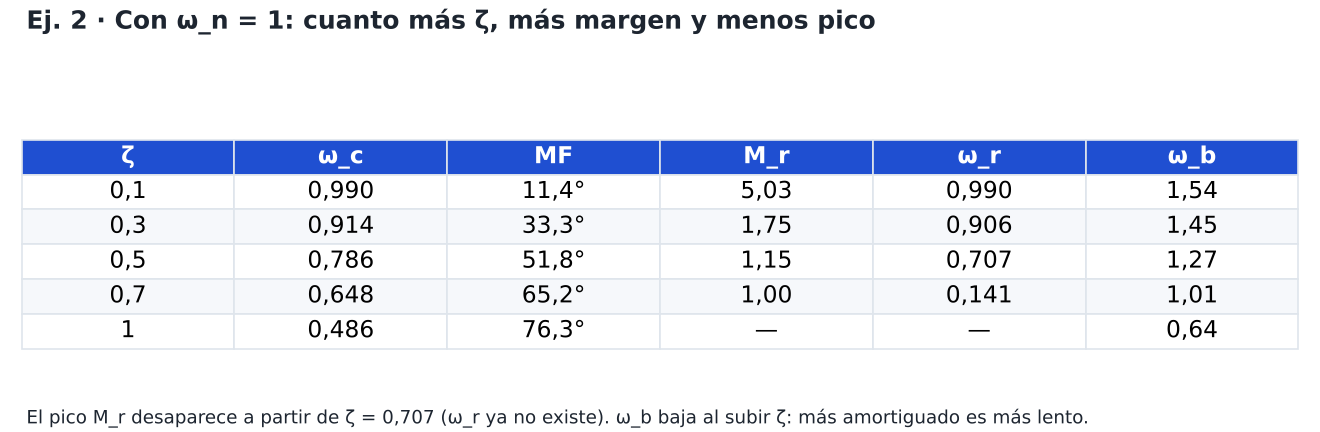 Ej. 2 · Con ω_n = 1: cuanto más ζ, más margen y menos pico
ζ ω_c MF M_r ω_r ω_b
0,1 0,990 11,4° 5,03 0,990 1,54
0,3 0,914 33,3° 1,75 0,906 1,45
0,5 0,786 51,8° 1,15 0,707 1,27
0,7 0,648 65,2° 1,00 0,141 1,01
1 0,486 76,3° — — 0,64
El pico M_r desaparece a partir de ζ = 0,707 (ω_r ya no existe). ω_b baja al subir ζ: más amortiguado es más lento.